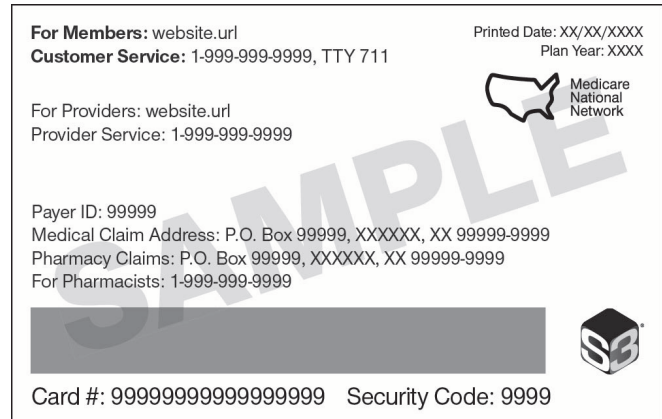 For Members: website.url
Customer Service: 1-999-999-9999, TTY 711
Printed Date: XX/XX/XXXX
Plan Year: XXXX
Medicare
National
Network
For Providers: website.url
Provider Service: 1-999-999-9999
SAMPLE
Payer ID: 99999
Medical Claim Address: P.O. Box 99999, XXXXXX, XX 99999-9999
Pharmacy Claims: P.O. Box 99999, XXXXXX, XX 99999-9999
For Pharmacists: 1-999-999-9999
S3
Card #: 99999999999999999 Security Code: 9999